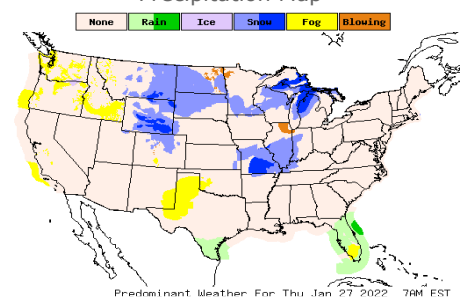 Precipitation Map
None Rain Ice Snow Fog Blowing
Predominant Weather For Thu Jan 27 2022 7AM EST